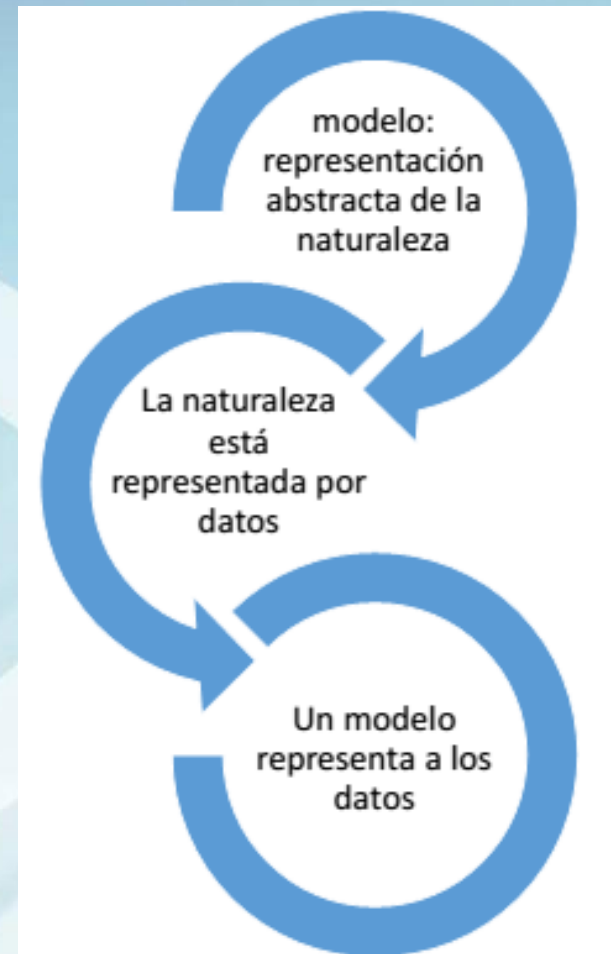 modelo:
representación
abstracta de la
naturaleza
La naturaleza
está
representada por
datos
Un modelo
representa a los
datos